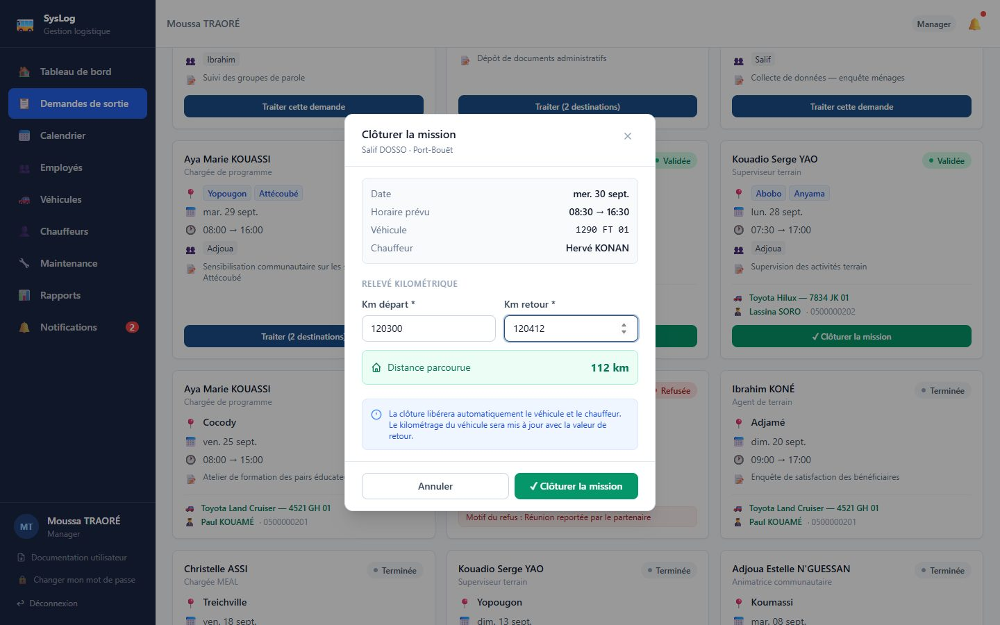 SysLog
Gestion logistique
Tableau de bord
Demandes de sortie
Calendrier
Employés
Véhicules
Chauffeurs
Maintenance
Rapports
Notifications
2
MT
Moussa TRAORÉ
Manager
Documentation utilisateur
Changer mon mot de passe
Déconnexion
Moussa TRAORÉ
Manager
Ibrahim
Suivi des groupes de parole
Traiter cette demande
Dépôt de documents administratifs
Traiter (2 destinations)
Salif
Collecte de données — enquête ménages
Traiter cette demande
Aya Marie KOUASSI
Chargée de programme
Yopougon
Attécoubé
mar. 29 sept.
08:00 → 16:00
Adjoua
Sensibilisation communautaire sur les
Attécoubé
Traiter (2 destinations)
Validée
Kouadio Serge YAO
Superviseur terrain
Validée
Abobo
Anyama
lun. 28 sept.
07:30 → 17:00
Adjoua
Supervision des activités terrain
Toyota Hilux — 7834 JK 01
Lassina SORO · 0500000202
✓ Clôturer la mission
Aya Marie KOUASSI
Chargée de programme
Cocody
ven. 25 sept.
08:00 → 15:00
Atelier de formation des pairs
Toyota Land Cruiser — 4521 GH 01
Paul KOUAMÉ · 0500000201
Refusée
Motif du refus : Réunion reportée par le partenaire
Ibrahim KONÉ
Agent de terrain
Terminée
Adjamé
dim. 20 sept.
09:00 → 17:00
Enquête de satisfaction des bénéficiaires
Toyota Land Cruiser — 4521 GH 01
Paul KOUAMÉ · 0500000201
Christelle ASSI
Chargée MEAL
Terminée
Treichville
ven. 18 sept.
Kouadio Serge YAO
Superviseur terrain
Terminée
Yopougon
dim. 13 sept.
Adjoua Estelle N'GUESSAN
Animatrice communautaire
Terminée
Koumassi
mar. 08 sept.
Clôturer la mission
Salif DOSSO · Port-Bouët
Date
mer. 30 sept.
Horaire prévu
08:30 → 16:30
Véhicule
1290 FT 01
Chauffeur
Hervé KONAN
RELEVÉ KILOMÉTRIQUE
Km départ *
Km retour *
120300
120412
Distance parcourue
112 km
La clôture libérera automatiquement le véhicule et le chauffeur.
Le kilométrage du véhicule sera mis à jour avec la valeur de
retour.
Annuler
✓ Clôturer la mission